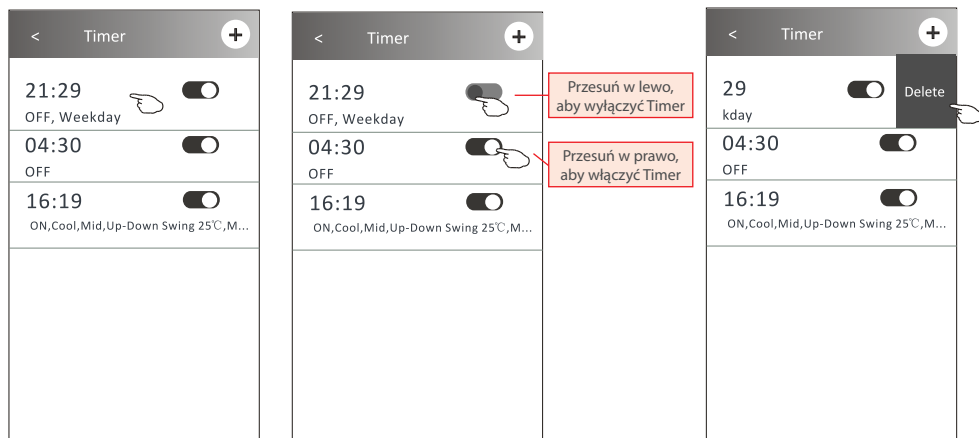 < Timer +
21:29
OFF, Weekday
04:30
OFF
16:19
ON,Cool,Mid,Up-Down Swing 25℃,M...
< Timer +
21:29
OFF, Weekday
04:30
OFF
16:19
ON,Cool,Mid,Up-Down Swing 25℃,M...
Przesuń w lewo,
aby wyłączyć Timer
Przesuń w prawo,
aby włączyć Timer
< Timer +
29
kday
Delete
04:30
OFF
16:19
ON,Cool,Mid,Up-Down Swing 25℃,M...